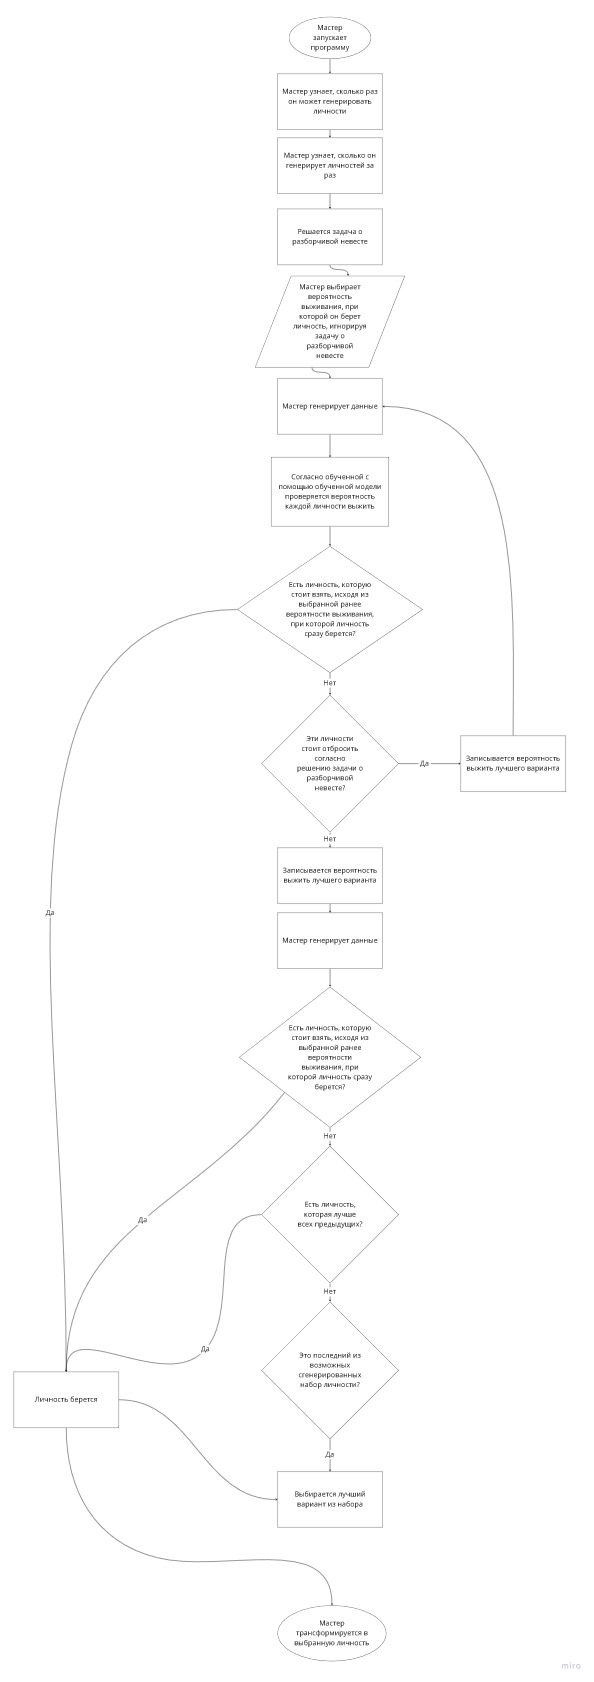 Мастер
запускает
программу
Мастер узнает, сколько раз
он может генерировать
личности
Мастер узнает, сколько он
генерирует личностей за
раз
Решается задача о
разборчивой невесте
Мастер выбирает
вероятность
выживания, при
которой он берет
личность, игнорируя
задачу о
разборчивой
невесте
Мастер генерирует данные
Согласно обученной с
помощью обученной модели
проверяется вероятность
каждой личности выжить
Есть личность, которую
стоит взять, исходя из
выбранной ранее
вероятности выживания,
при которой личность
сразу берется?
Нет
Эти личности
стоит отбросить
согласно
решению задачи о
разборчивой
невесте?
Да
Записывается вероятность
выжить лучшего варианта
Нет
Записывается вероятность
выжить лучшего варианта
Да
Мастер генерирует данные
Есть личность, которую
стоит взять, исходя из
выбранной ранее
вероятности
выживания, при
которой личность сразу
берется?
Нет
Да
Есть личность,
которая лучше
всех предыдущих?
Нет
Да
Это последний из
возможных
сгенерированных
набор личности?
Личность берется
Да
Выбирается лучший
вариант из набора
Мастер
трансформируется в
выбранную личность
miro